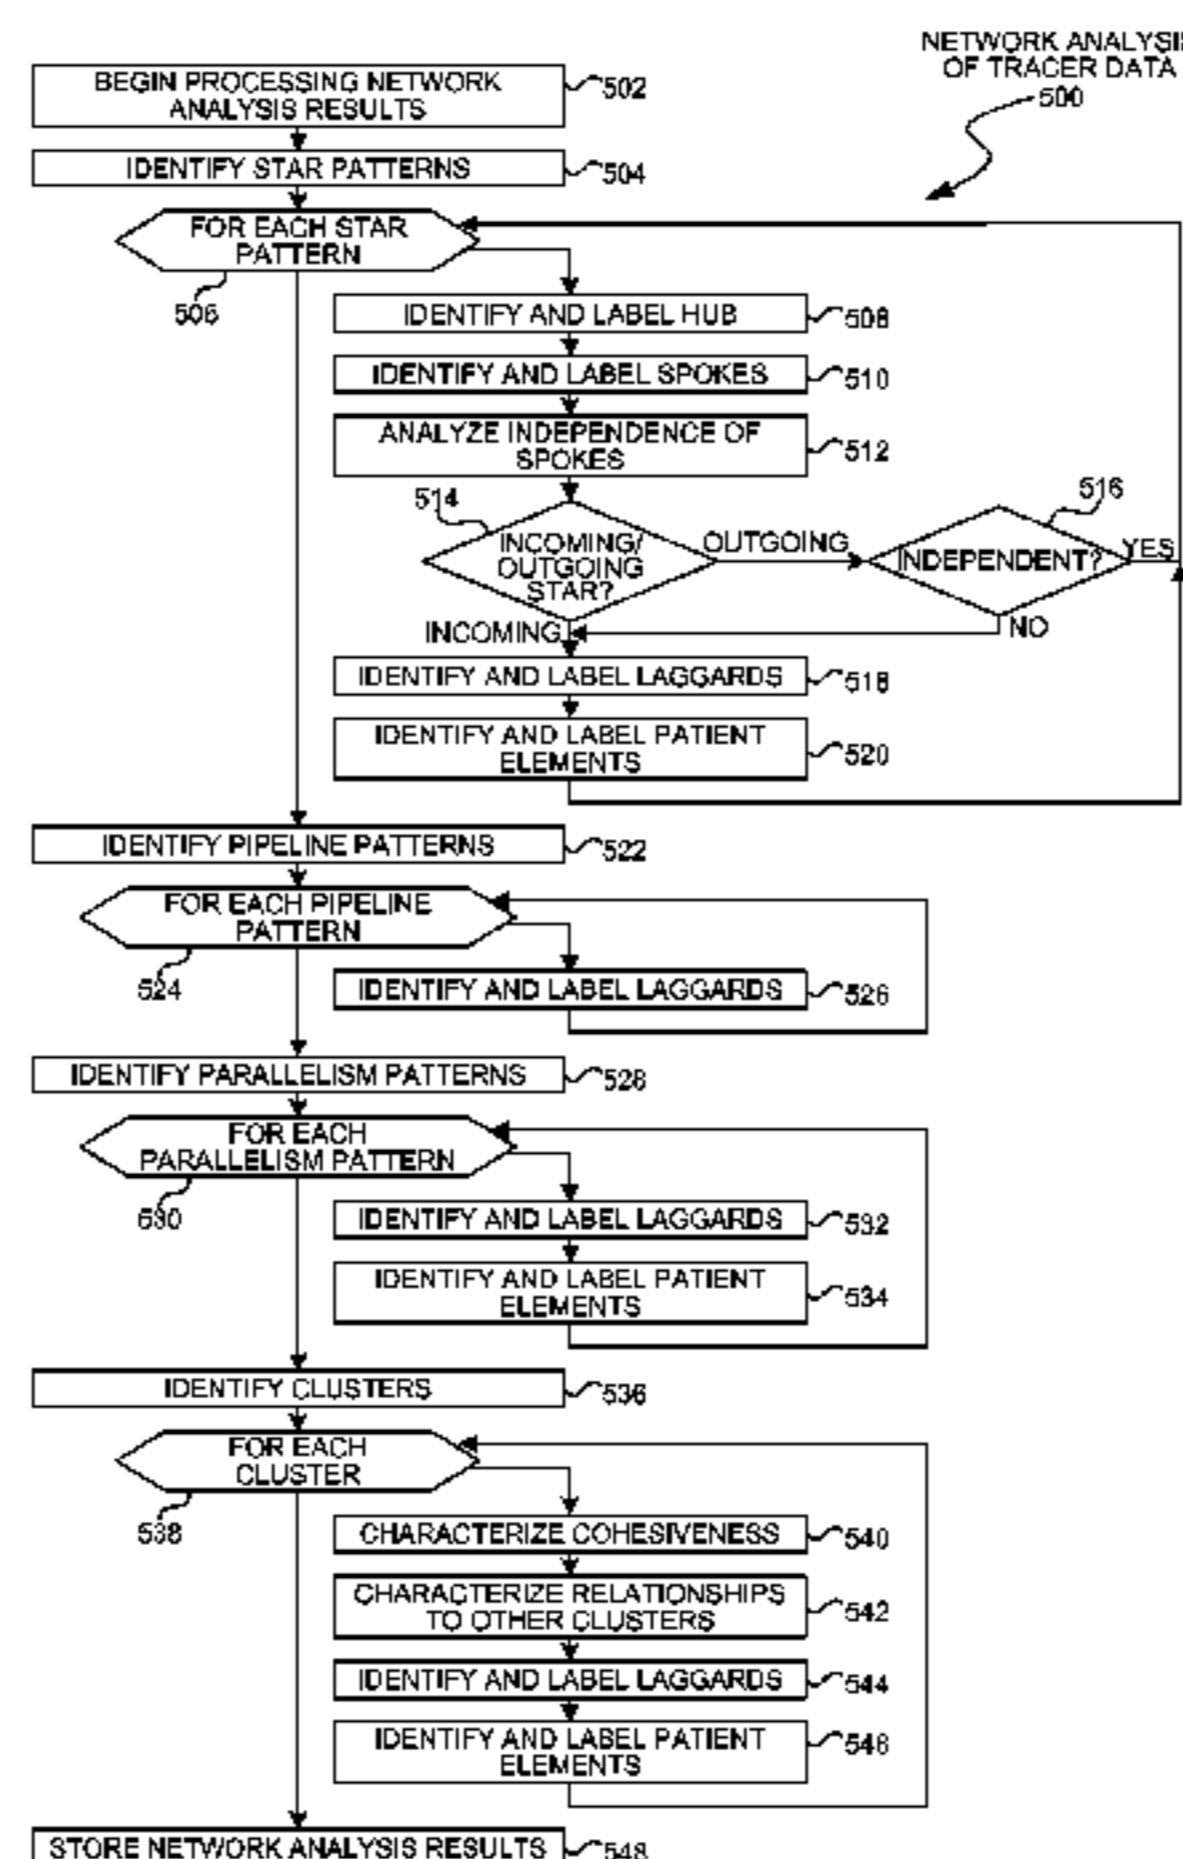 NETWORK ANALYSIS
OF TRACER DATA
500
BEGIN PROCESSING NETWORK
ANALYSIS RESULTS
502
IDENTIFY STAR PATTERNS
504
FOR EACH STAR
PATTERN
506
IDENTIFY AND LABEL HUB
508
IDENTIFY AND LABEL SPOKES
510
ANALYZE INDEPENDENCE OF
SPOKES
512
514
INCOMING/
OUTGOING
STAR?
OUTGOING
516
INDEPENDENT?
YES
INCOMING
NO
IDENTIFY AND LABEL LAGGARDS
518
IDENTIFY AND LABEL PATIENT
ELEMENTS
520
IDENTIFY PIPELINE PATTERNS
522
FOR EACH PIPELINE
PATTERN
524
IDENTIFY AND LABEL LAGGARDS
526
IDENTIFY PARALLELISM PATTERNS
528
FOR EACH
PARALLELISM PATTERN
530
IDENTIFY AND LABEL LAGGARDS
532
IDENTIFY AND LABEL PATIENT
ELEMENTS
534
IDENTIFY CLUSTERS
536
FOR EACH
CLUSTER
538
CHARACTERIZE COHESIVENESS
540
CHARACTERIZE RELATIONSHIPS
TO OTHER CLUSTERS
542
IDENTIFY AND LABEL LAGGARDS
544
IDENTIFY AND LABEL PATIENT
ELEMENTS
546
STORE NETWORK ANALYSIS RESULTS
548